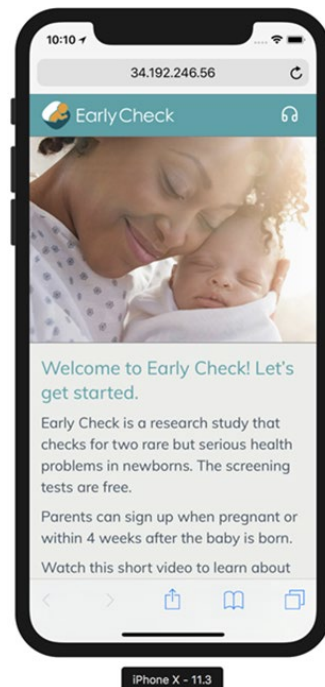 10:10
34.192.246.56
Early Check
Welcome to Early Check! Let's
get started.
Early Check is a research study that
checks for two rare but serious health
problems in newborns. The screening
tests are free.
Parents can sign up when pregnant or
within 4 weeks after the baby is born.
Watch this short video to learn about
iPhone X - 11.3